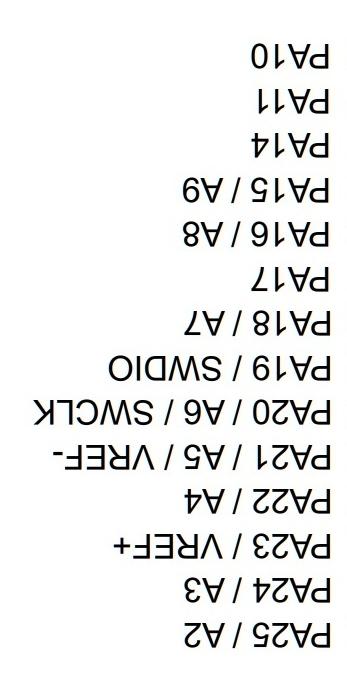 PA25 / A2
PA24 / A3
PA23 / VREF+
PA22 / A4
PA21 / A5 / VREF-
PA20 / A6 / SWCLK
PA19 / SWDIO
PA18 / A7
PA17
PA16 / A8
PA15 / A9
PA14
PA11
PA10